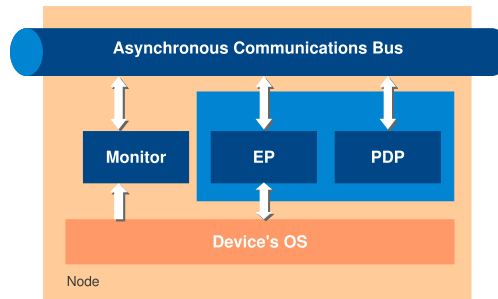 Asynchronous Communications Bus
Monitor
EP
PDP
Device's OS
Node